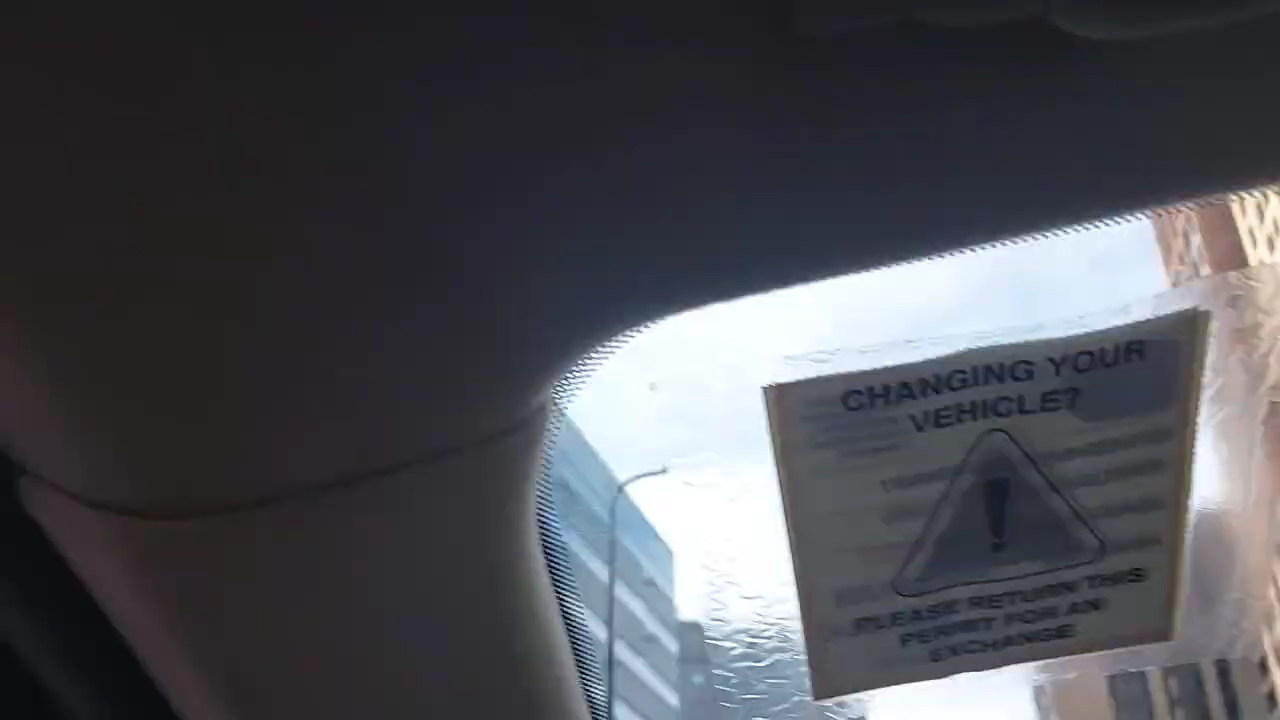 CHANGING YOUR
VEHICLE?
!
PLEASE RETURN THIS
PERMIT FOR AN
EXCHANGE